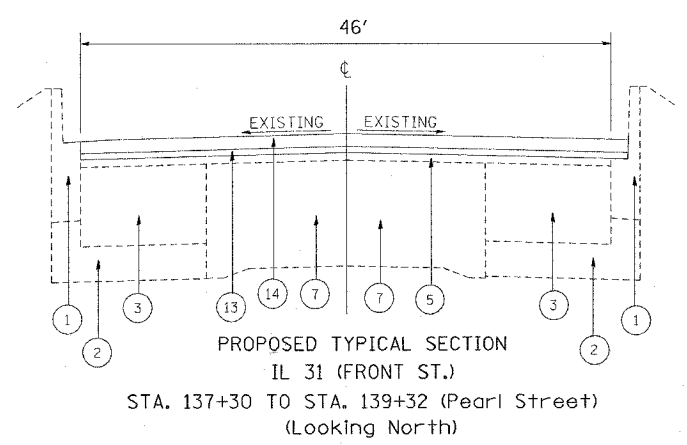 46'
℄
EXISTING EXISTING
1 2 3 13 14 7 7 5 3 2 1
PROPOSED TYPICAL SECTION
IL 31 (FRONT ST.)
STA. 137+30 TO STA. 139+32 (Pearl Street)
(Looking North)